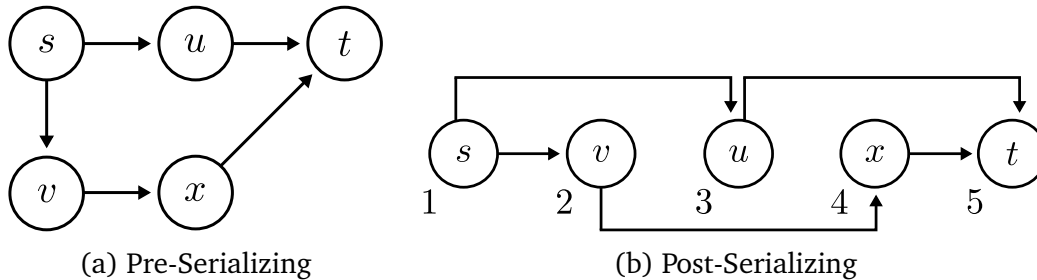 s u t
v x
(a) Pre-Serializing
s v u x t
1 2 3 4 5
(b) Post-Serializing